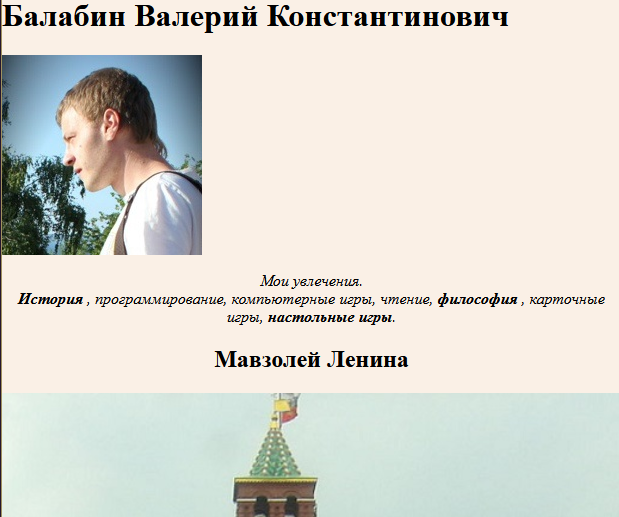 Балабин Валерий Константинович
Мои увлечения.
История , программирование, компьютерные игры, чтение, философия , карточные
игры, настольные игры.
Мавзолей Ленина